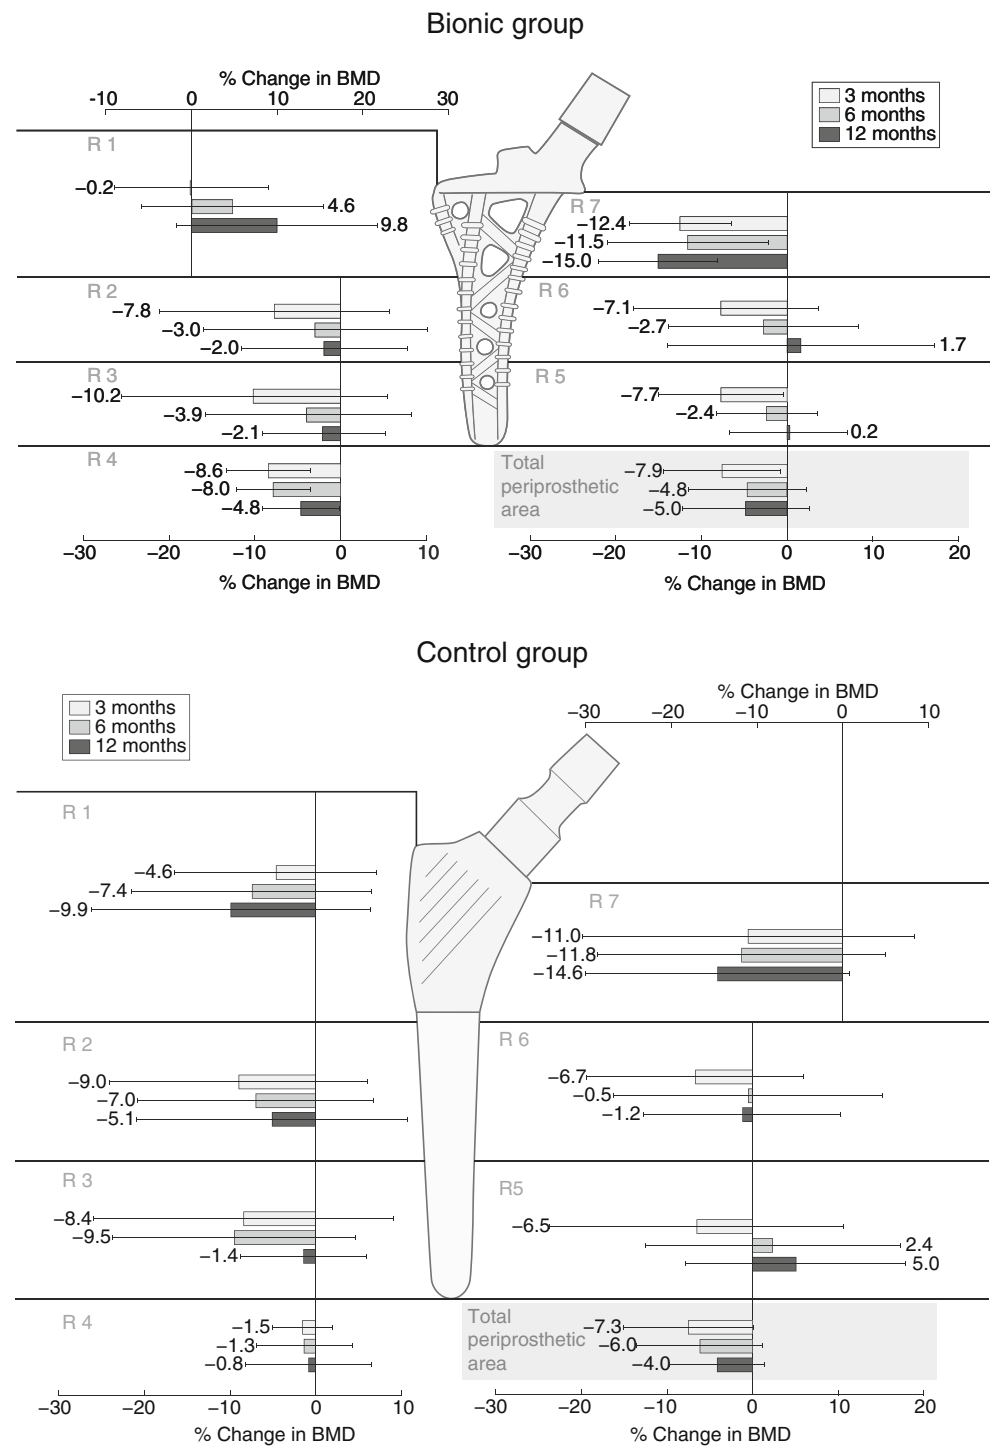 Bionic group
% Change in BMD
-10 0 10 20 30
3 months
6 months
12 months
R 1
−0.2
4.6
9.8
R 7
−12.4
−11.5
−15.0
R 2
−7.8
−3.0
−2.0
R 6
−7.1
−2.7
1.7
R 3
−10.2
−3.9
−2.1
R 5
−7.7
−2.4
0.2
R 4
−8.6
−8.0
−4.8
Total
periprosthetic
area
−7.9
−4.8
−5.0
−30 −20 −10 0 10
% Change in BMD
−30 −20 −10 0 10 20
% Change in BMD
Control group
3 months
6 months
12 months
% Change in BMD
−30 −20 −10 0 10
R 1
−4.6
−7.4
−9.9
R 7
−11.0
−11.8
−14.6
R 2
−9.0
−7.0
−5.1
R 6
−6.7
−0.5
−1.2
R 3
−8.4
−9.5
−1.4
R5
−6.5
2.4
5.0
R 4
−1.5
−1.3
−0.8
Total
periprosthetic
area
−7.3
−6.0
−4.0
−30 −20 −10 0 10
% Change in BMD
−30 −20 −10 0 10 20
% Change in BMD